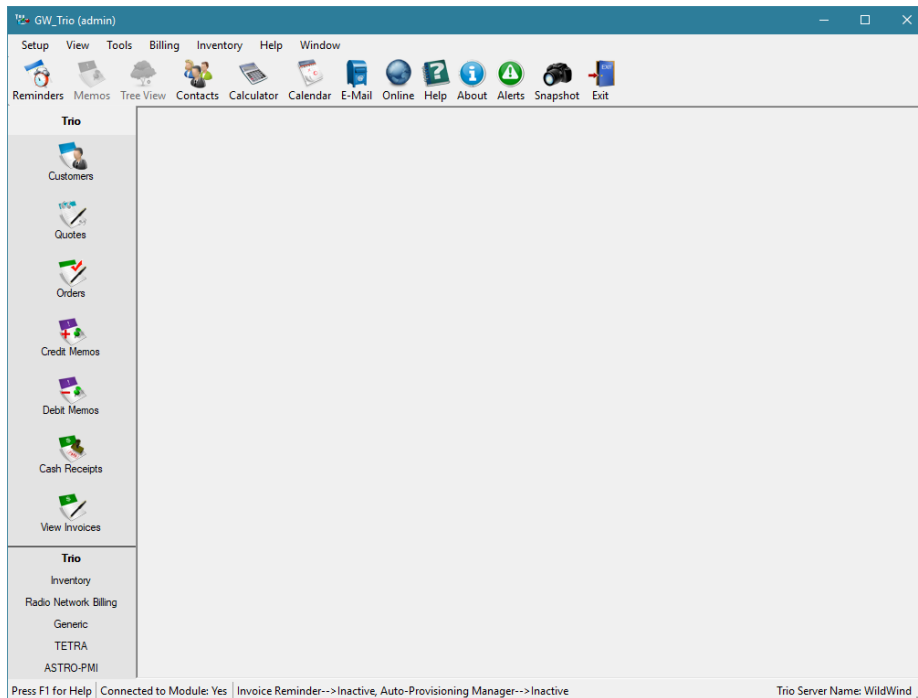 GW_Trio (admin)
Setup View Tools Billing Inventory Help Window
Reminders Memos Tree View Contacts Calculator Calendar E-Mail Online Help About Alerts Snapshot Exit
Trio
Customers
Quotes
Orders
Credit Memos
Debit Memos
Cash Receipts
View Invoices
Trio
Inventory
Radio Network Billing
Generic
TETRA
ASTRO-PMI
Press F1 for Help Connected to Module: Yes Invoice Reminder-->Inactive, Auto-Provisioning Manager-->Inactive Trio Server Name: WildWind